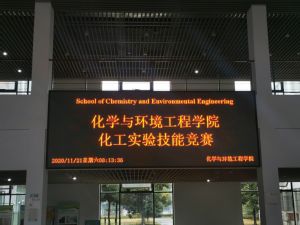 School of Chemistry and Environmental Engineering
化学与环境工程学院
化工实验技能竞赛
2020/11/21星期六08:13:35 化学与环境工程学院